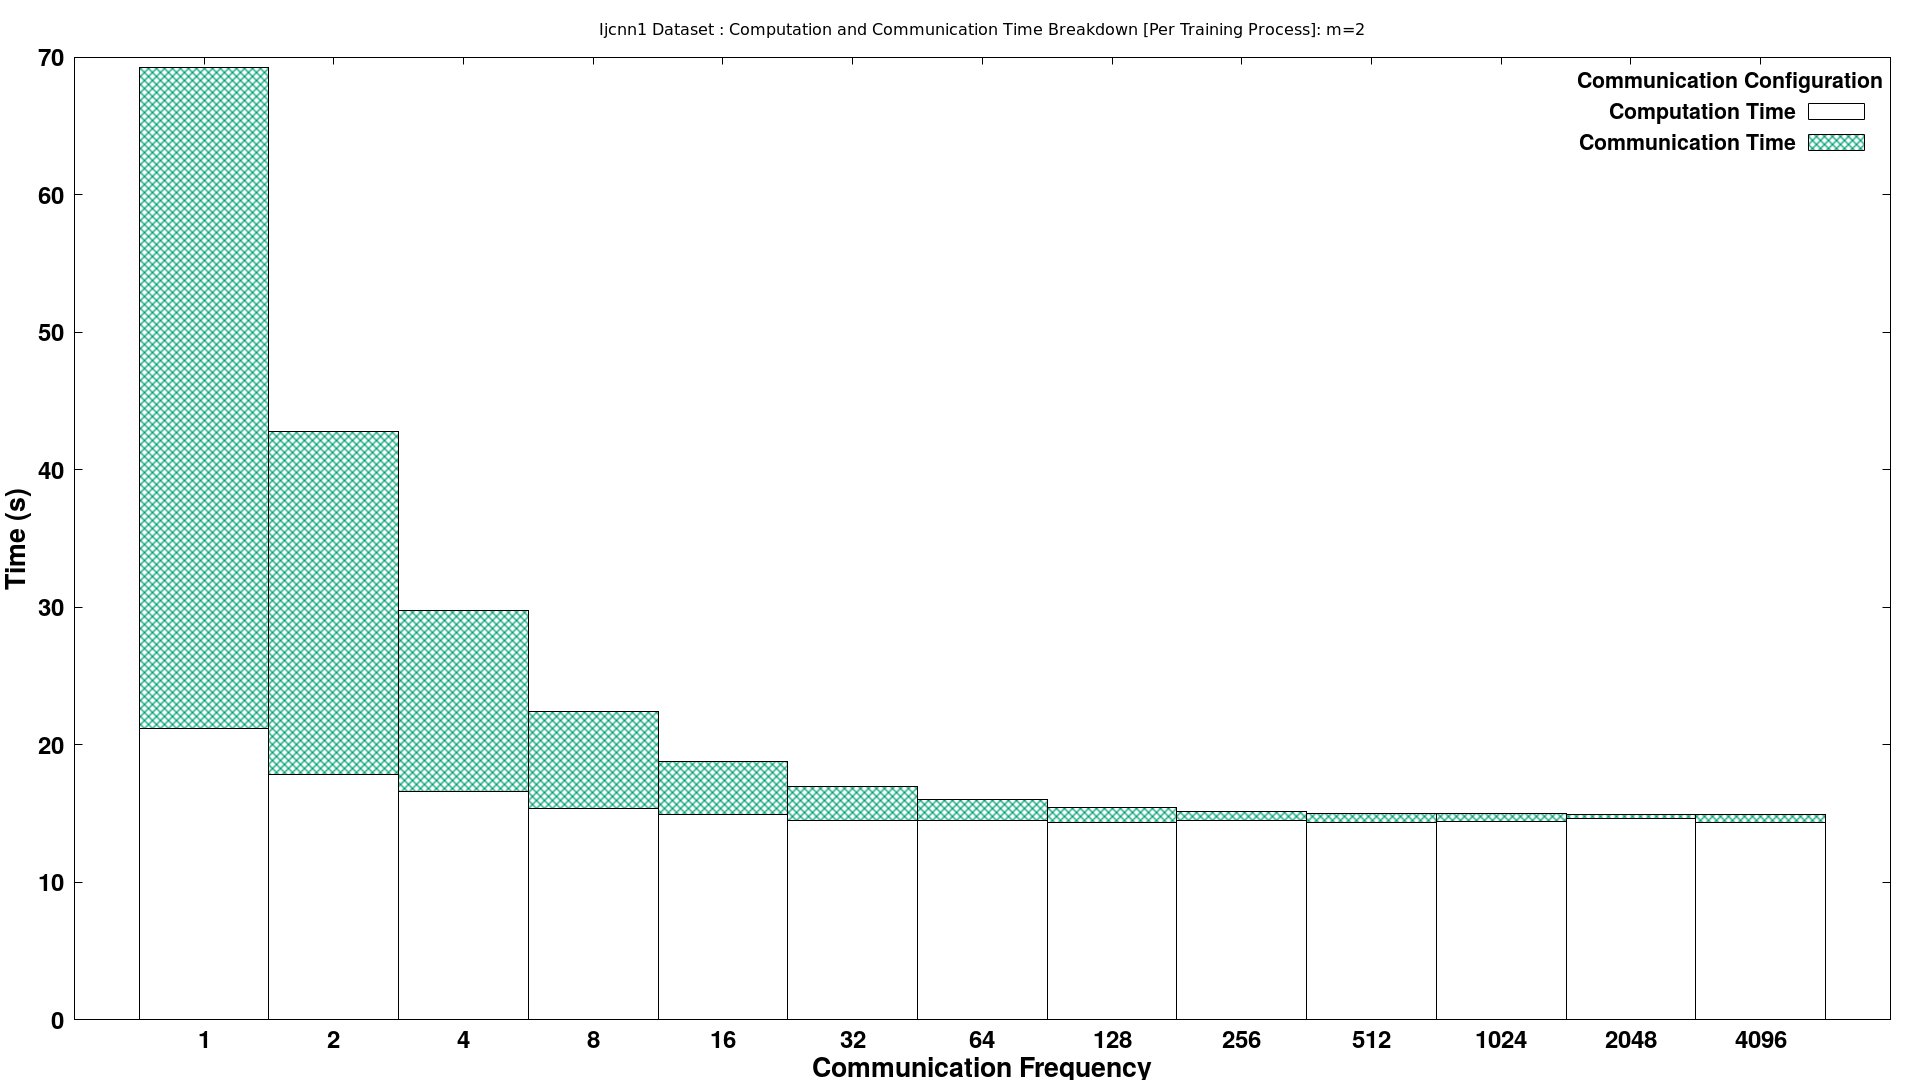 Ijcnn1 Dataset : Computation and Communication Time Breakdown [Per Training Process]: m=2
Communication Configuration
Computation Time
Communication Time
70
60
50
40
30
20
10
0
Time (s)
1 2 4 8 16 32 64 128 256 512 1024 2048 4096
Communication Frequency